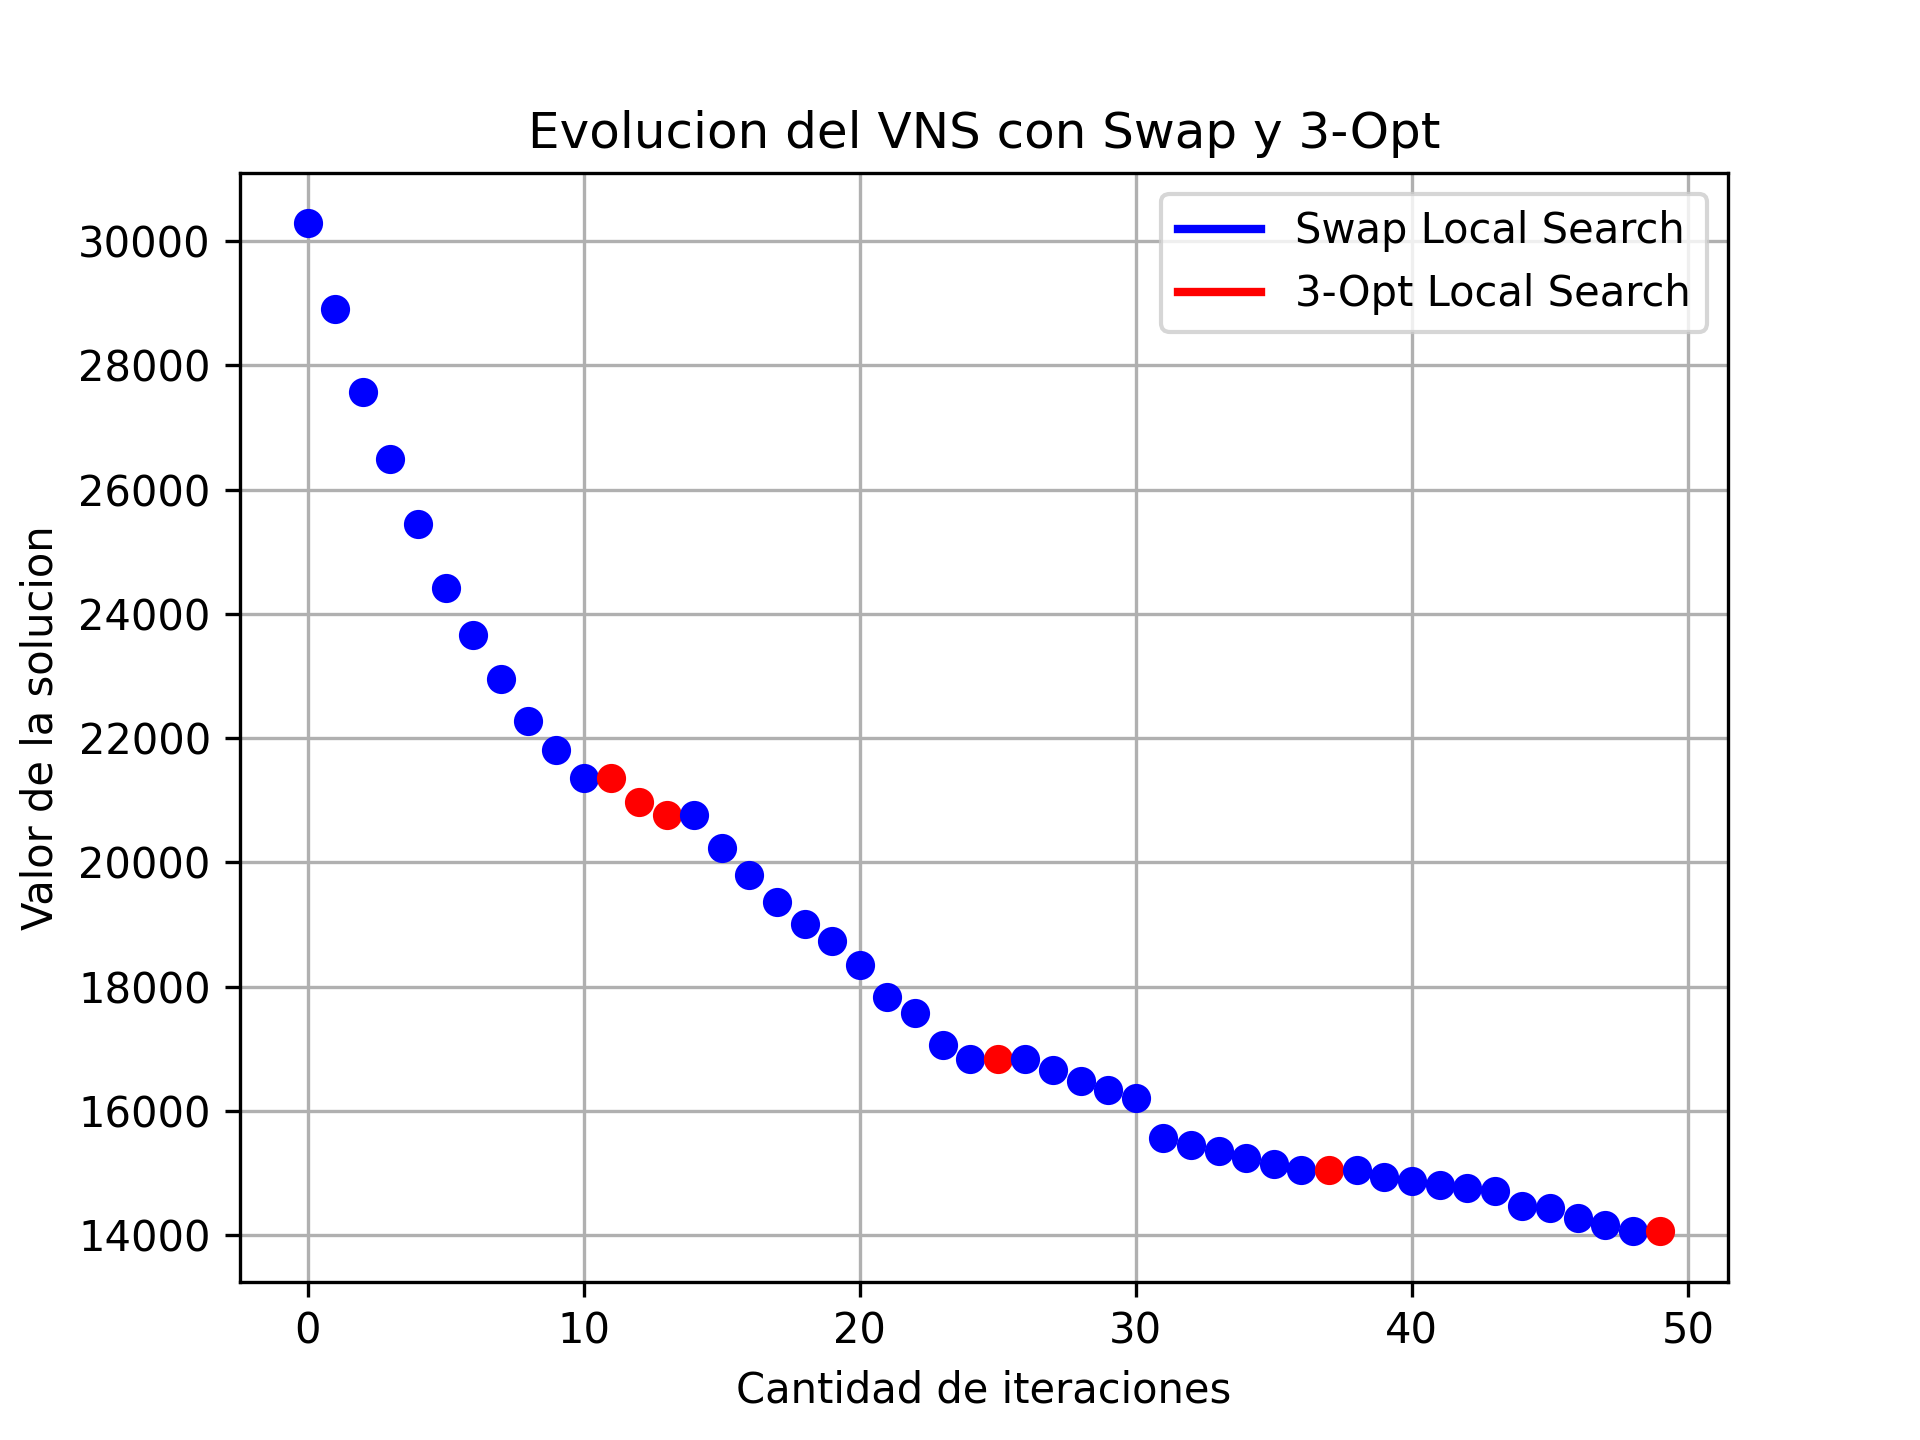 Evolucion del VNS con Swap y 3-Opt
Swap Local Search
3-Opt Local Search
Valor de la solucion
30000
28000
26000
24000
22000
20000
18000
16000
14000
0 10 20 30 40 50
Cantidad de iteraciones